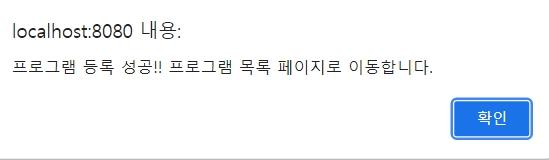 localhost:8080 내용:
프로그램 등록 성공!! 프로그램 목록 페이지로 이동합니다.
확인